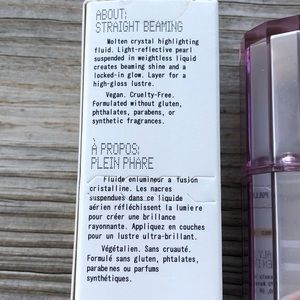 ABOUT:
STRAIGHT BEAMING
Molten crystal highlighting
fluid. Light-reflective pearl
suspended in weightless liquid
creates beaming shine and a
locked-in glow. Layer for a
high-gloss lustre.
Vegan. Cruelty-Free.
Formulated without gluten,
phthalates, parabens, or
synthetic fragrances.
À PROPOS:
PLEIN PHARE
Fluide enlumineur à fusion
cristalline. Les nacres
suspendues dans ce liquide
aérien réfléchissent la lumière
pour créer une brillance
rayonnante. Appliquez en couches
pour un lustre ultra-brillant.
Végétalien. Sans cruauté.
Formulé sans gluten, phtalates,
parabenes ou parfums
synthétiques.